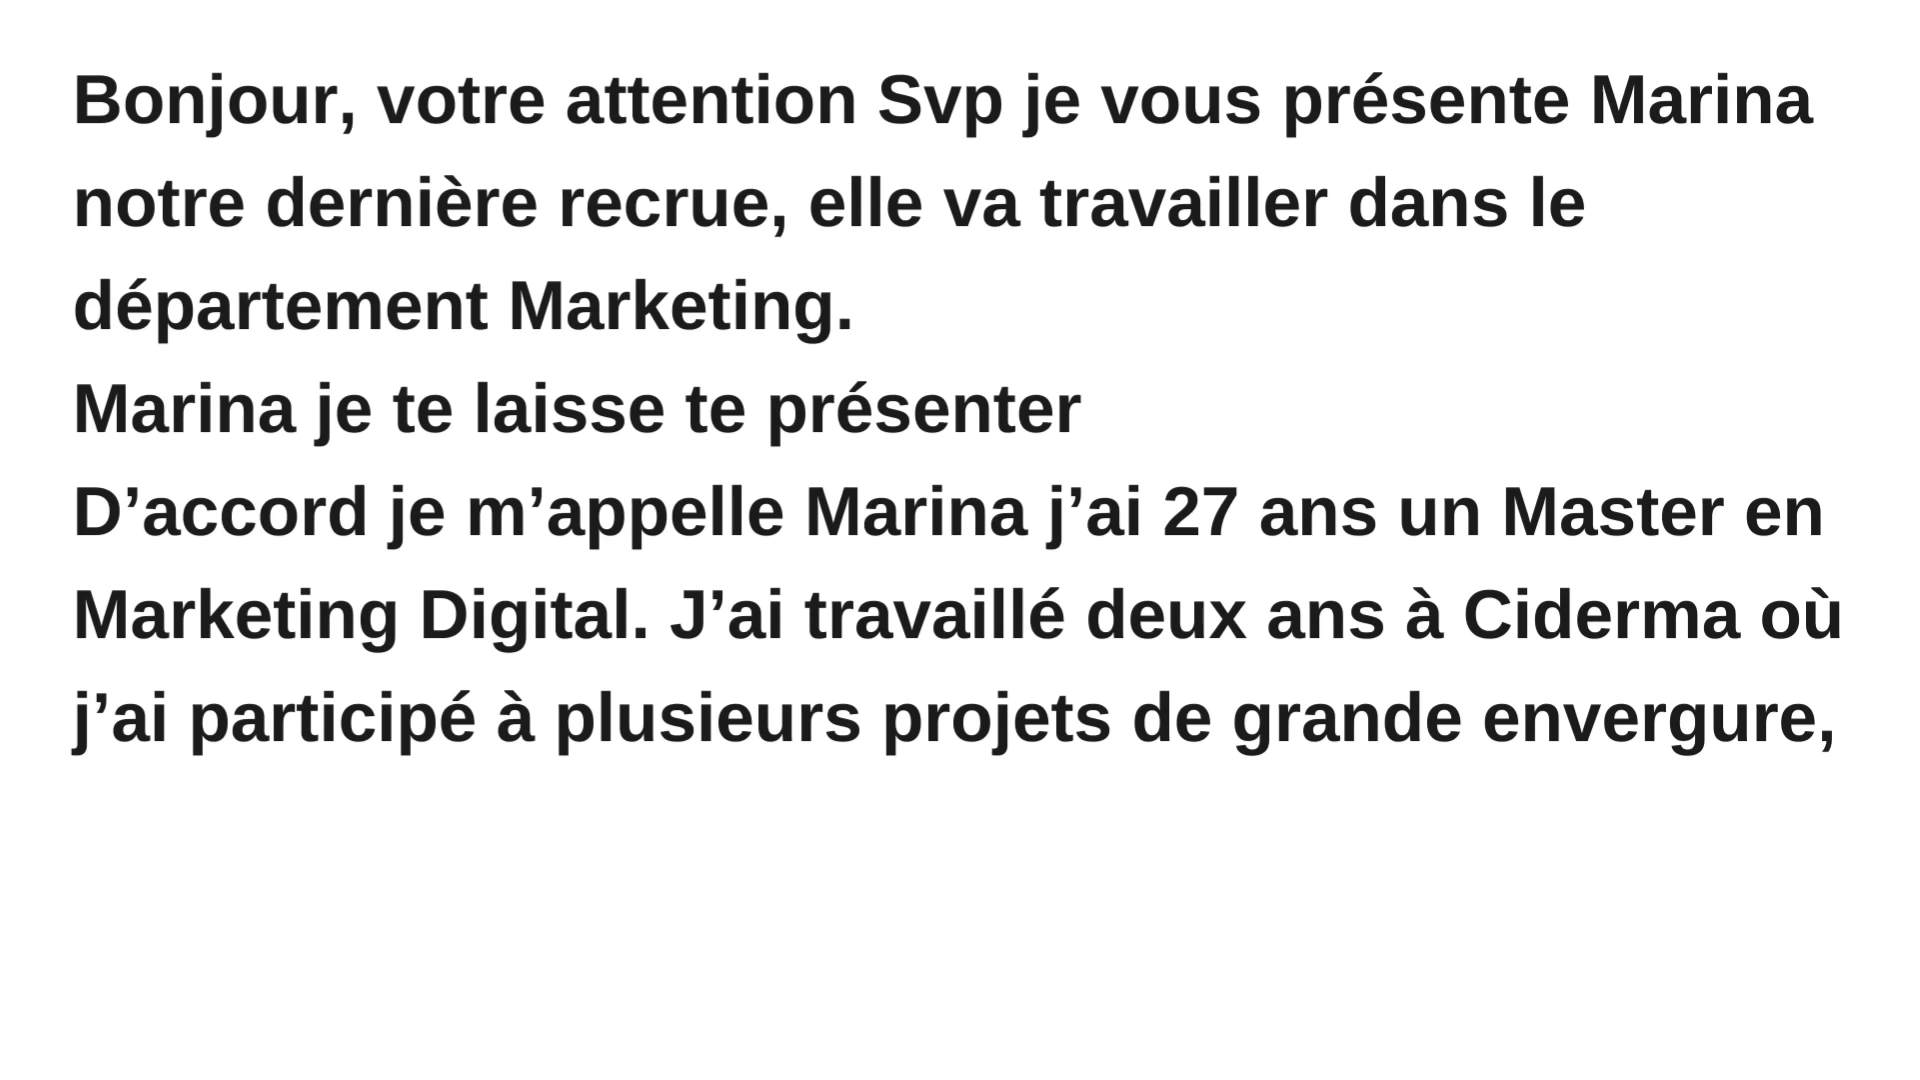 Bonjour, votre attention Svp je vous présente Marina
notre dernière recrue, elle va travailler dans le
département Marketing.
Marina je te laisse te présenter
D’accord je m’appelle Marina j’ai 27 ans un Master en
Marketing Digital. J’ai travaillé deux ans à Ciderma où
j’ai participé à plusieurs projets de grande envergure,